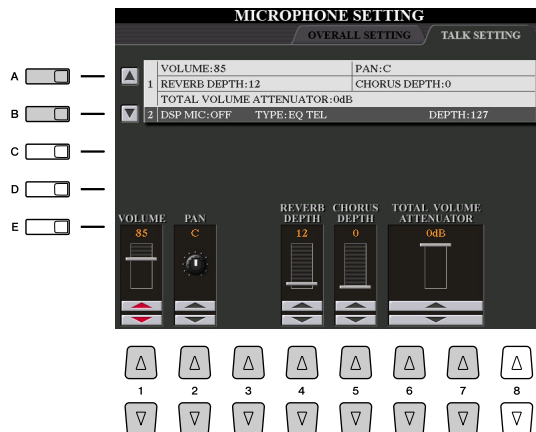 MICROPHONE SETTING
OVERALL SETTING TALK SETTING
A
B
C
D
E
1
VOLUME:85 PAN:C
REVERB DEPTH:12 CHORUS DEPTH:0
TOTAL VOLUME ATTENUATOR:0dB
2 DSP MIC:OFF TYPE:EQ TEL DEPTH:127
VOLUME PAN REVERB DEPTH CHORUS DEPTH TOTAL VOLUME ATTENUATOR
85 C 12 0 0dB
1 2 3 4 5 6 7 8